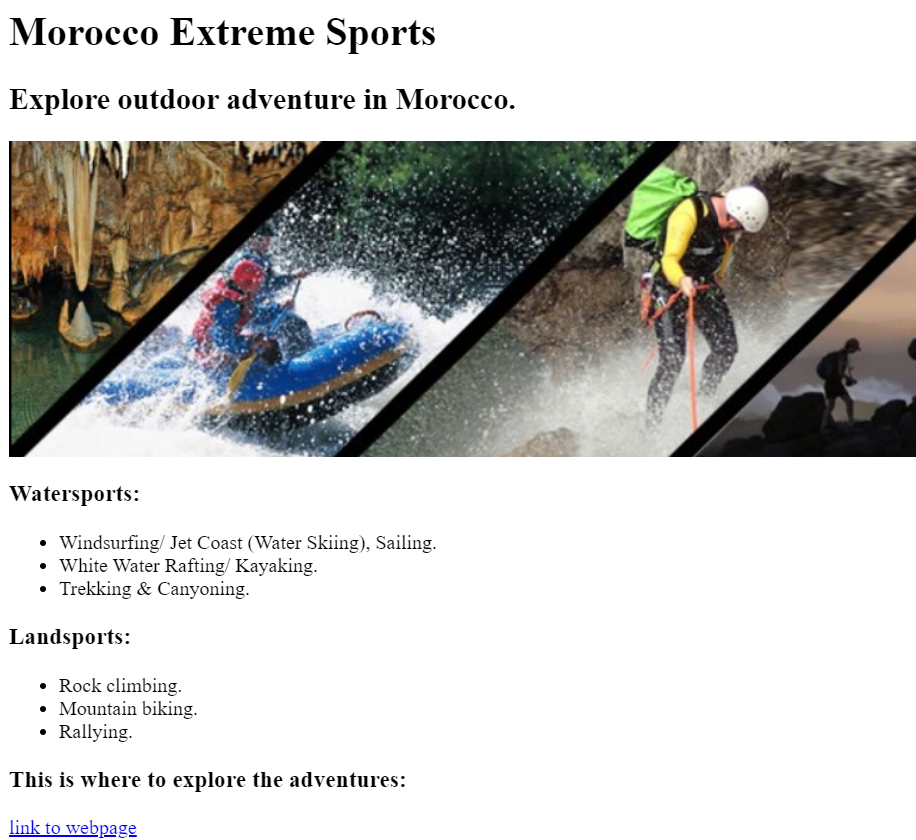 Morocco Extreme Sports
Explore outdoor adventure in Morocco.
Watersports:
Windsurfing/ Jet Coast (Water Skiing), Sailing.
White Water Rafting/ Kayaking.
Trekking & Canyoning.
Landsports:
Rock climbing.
Mountain biking.
Rallying.
This is where to explore the adventures:
link to webpage